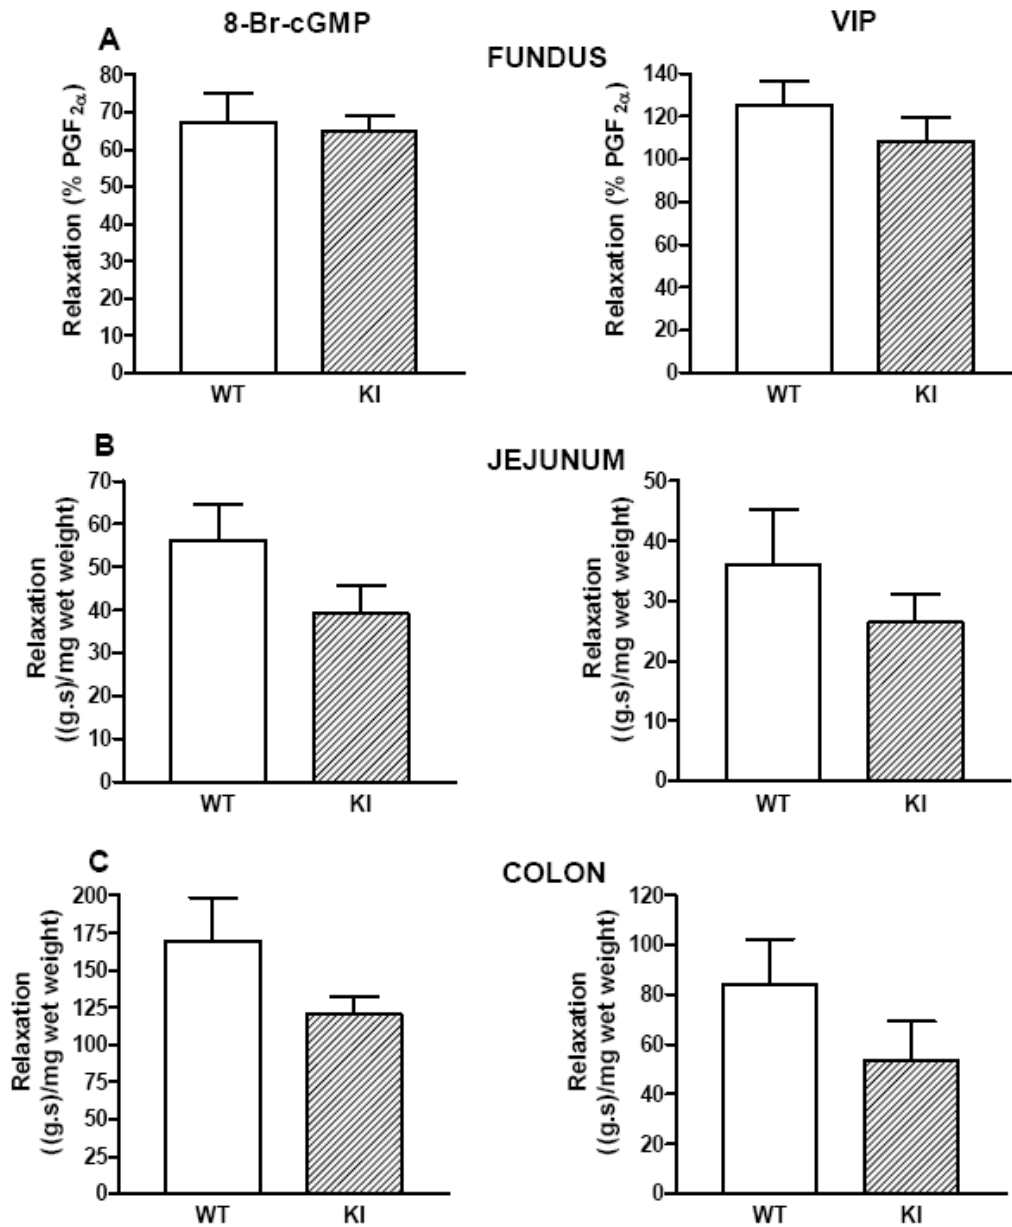 8-Br-cGMP
VIP
A
FUNDUS
Relaxation (% PGF2α)
80
70
60
50
40
30
20
10
0
WT
KI
Relaxation (% PGF2α)
140
120
100
80
60
40
20
0
WT
KI
B
JEJUNUM
Relaxation
((g.s)/mg wet weight)
70
60
50
40
30
20
10
0
WT
KI
Relaxation
((g.s)/mg wet weight)
50
40
30
20
10
0
WT
KI
C
COLON
Relaxation
((g.s)/mg wet weight)
200
175
150
125
100
75
50
25
0
WT
KI
Relaxation
((g.s)/mg wet weight)
120
100
80
60
40
20
0
WT
KI